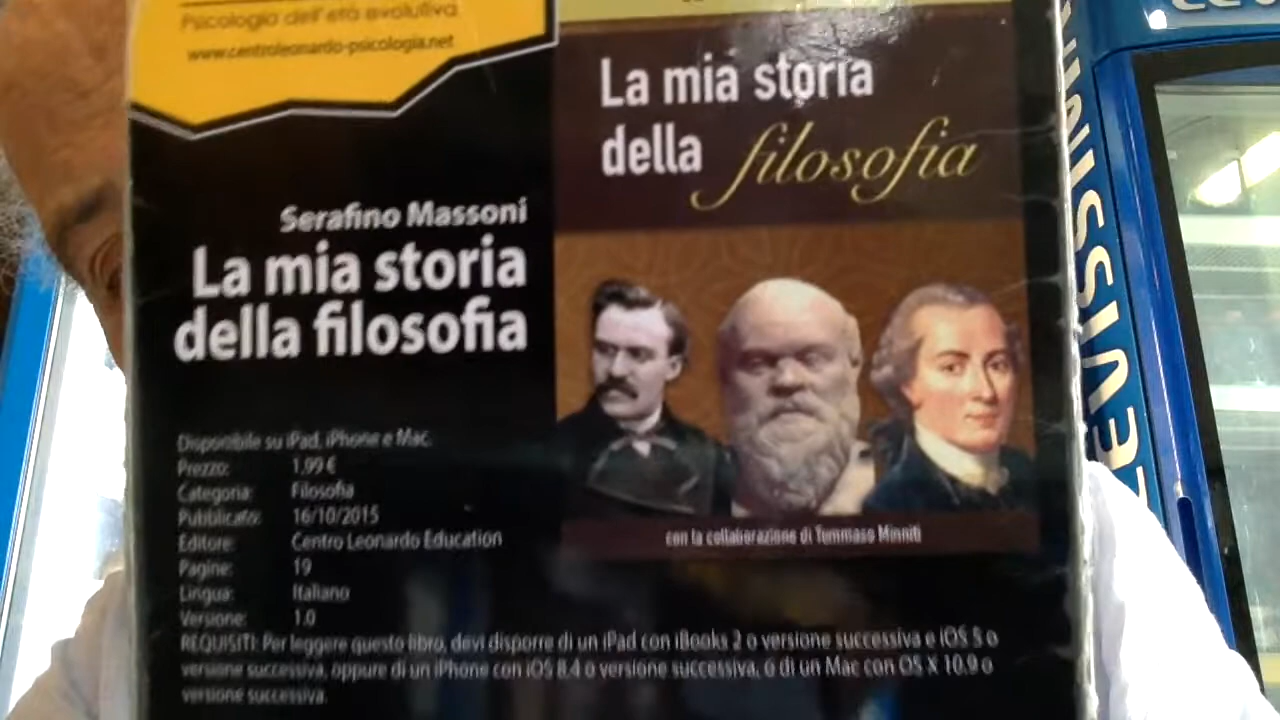 Psicologia dell'età evolutiva
www.centroleonardo-psicologia.net
Serafino Massoni
La mia storia
della filosofia
Disponibile su iPad, iPhone e Mac.
Prezzo: 1,99 €
Categoria: Filosofia
Pubblicato: 16/10/2015
Editore: Centro Leonardo Education
Pagine: 19
Lingua: Italiano
Versione: 1.0
REQUISITI: Per leggere questo libro, devi disporre di un iPad con iBooks 2 o versione successiva e iOS 5 o
versione successiva, oppure di un iPhone con iOS 8.4 o versione successiva, o di un Mac con OS X 10.9 o
versione successiva.
La mia storia
della filosofia
con la collaborazione di Tommaso Minniti